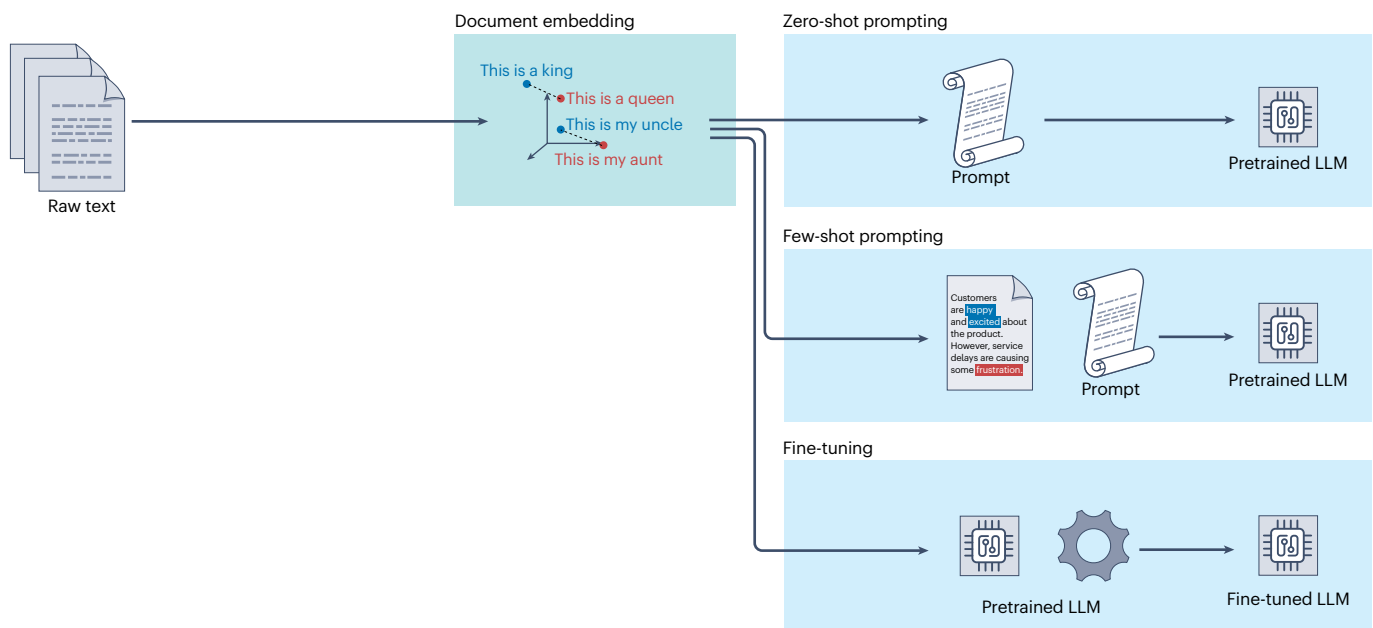 Document embedding
Zero-shot prompting
This is a king
This is a queen
This is my uncle
This is my aunt
Raw text
Prompt
Pretrained LLM
Few-shot prompting
Customers
are happy
and excited about
the product.
However, service
delays are causing
some frustration.
Prompt
Pretrained LLM
Fine-tuning
Pretrained LLM
Fine-tuned LLM